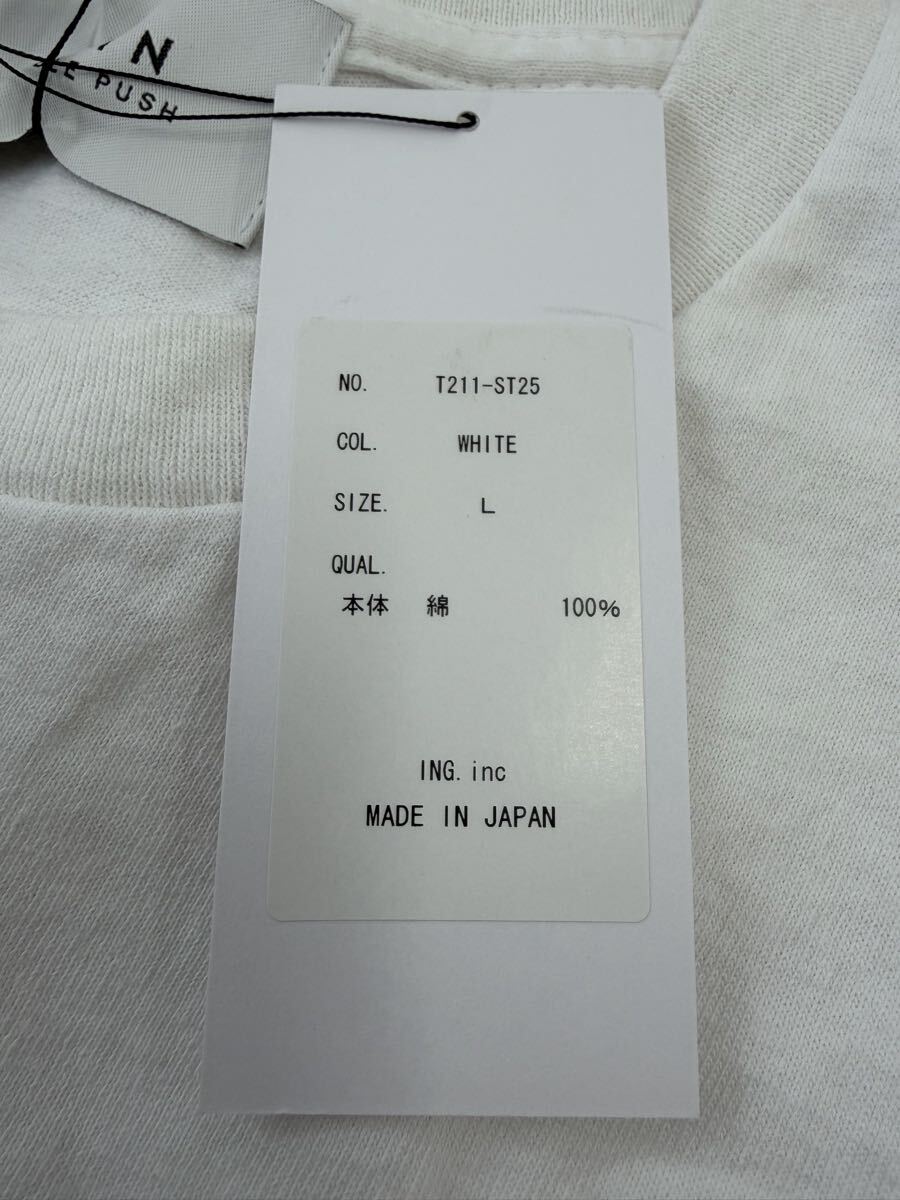 N
PUSH
NO. T211-ST25
COL. WHITE
SIZE. L
QUAL.
本体 綿 100%
ING. inc
MADE IN JAPAN